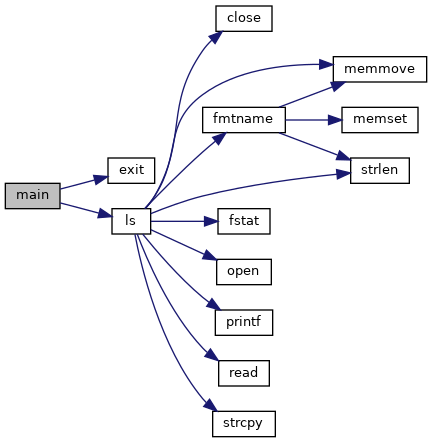 close
memmove
fmtname
memset
exit
strlen
main
ls
fstat
open
printf
read
strcpy